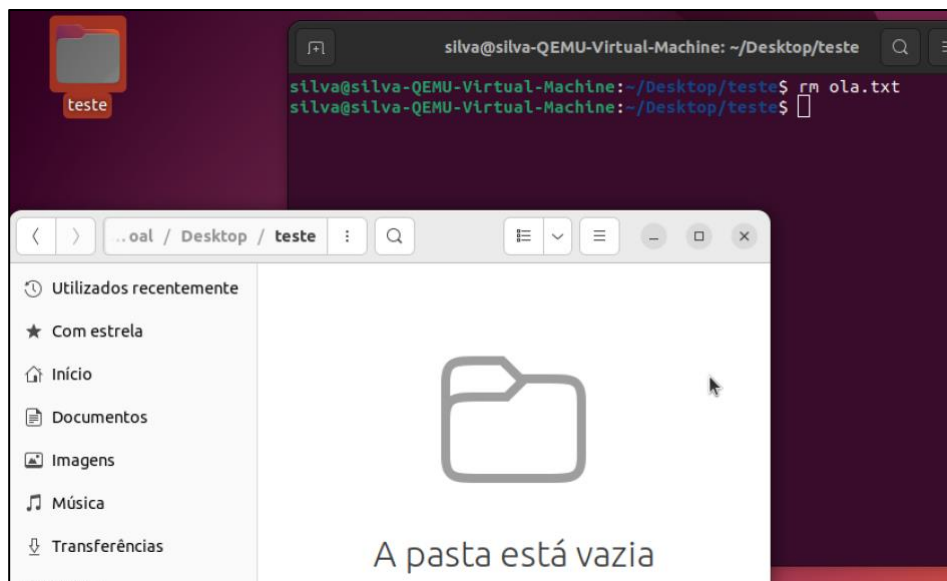 teste
silva@silva-QEMU-Virtual-Machine: ~/Desktop/teste
silva@silva-QEMU-Virtual-Machine:~/Desktop/teste$ rm ola.txt
silva@silva-QEMU-Virtual-Machine:~/Desktop/teste$
..oal / Desktop / teste
Utilizados recentemente
Com estrela
Início
Documentos
Imagens
Música
Transferências
A pasta está vazia